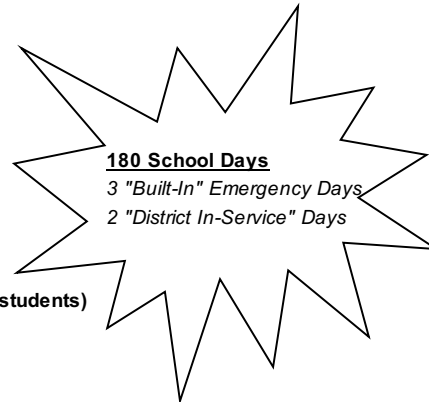 180 School Days
3 "Built-In" Emergency Days
2 "District In-Service" Days
students)